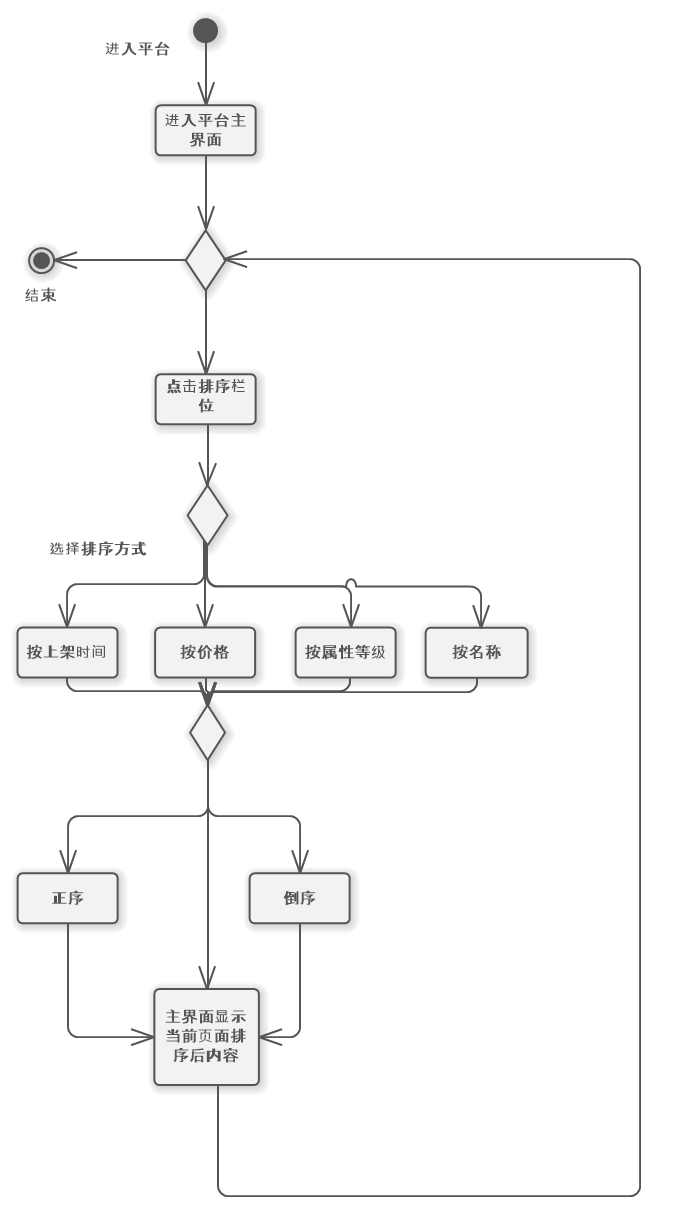 进入平台
进入平台主
界面
结束
点击排序栏
位
选择排序方式
按上架时间
按价格
按属性等级
按名称
正序
倒序
主界面显示
当前页面排
序后内容